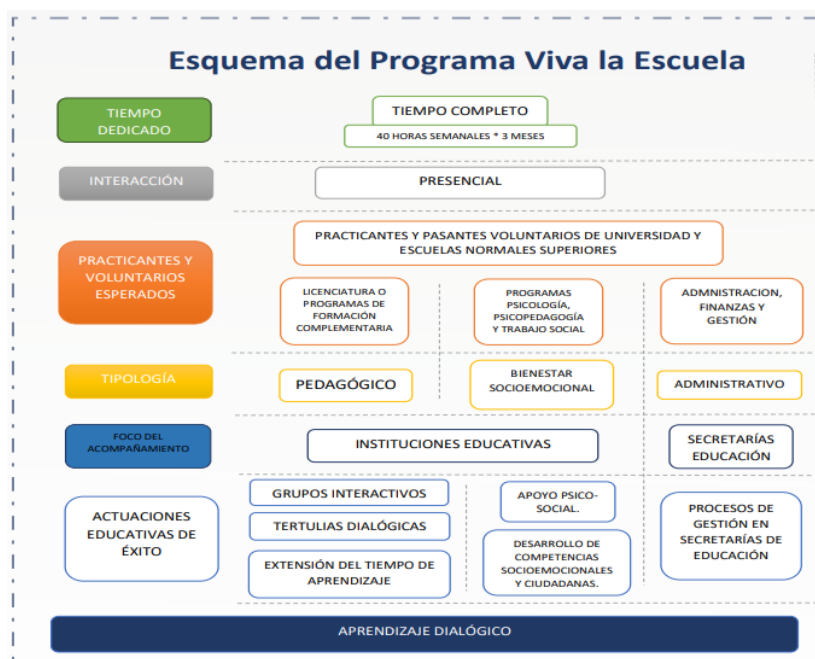 Esquema del Programa Viva la Escuela
TIEMPO
DEDICADO
TIEMPO COMPLETO
40 HORAS SEMANALES * 3 MESES
INTERACCIÓN
PRESENCIAL
PRACTICANTES Y
VOLUNTARIOS
ESPERADOS
PRACTICANTES Y PASANTES VOLUNTARIOS DE UNIVERSIDAD Y
ESCUELAS NORMALES SUPERIORES
LICENCIATURA O
PROGRAMAS DE
FORMACIÓN
COMPLEMENTARIA
PROGRAMAS
PSICOLOGÍA,
PSICOPEDAGOGÍA
Y TRABAJO SOCIAL
ADMNISTRACION,
FINANZAS Y
GESTIÓN
TIPOLOGÍA
PEDAGÓGICO
BIENESTAR
SOCIOEMOCIONAL
ADMINISTRATIVO
FOCO DEL
ACOMPAÑAMIENTO
INSTITUCIONES EDUCATIVAS
SECRETARÍAS
EDUCACIÓN
ACTUACIONES
EDUCATIVAS DE
ÉXITO
GRUPOS INTERACTIVOS
TERTULIAS DIALÓGICAS
EXTENSIÓN DEL TIEMPO DE
APRENDIZAJE
APOYO PSICO-
SOCIAL.
DESARROLLO DE
COMPETENCIAS
SOCIOEMOCIONALES
Y CIUDADANAS.
PROCESOS DE
GESTIÓN EN
SECRETARÍAS DE
EDUCACIÓN
APRENDIZAJE DIALÓGICO